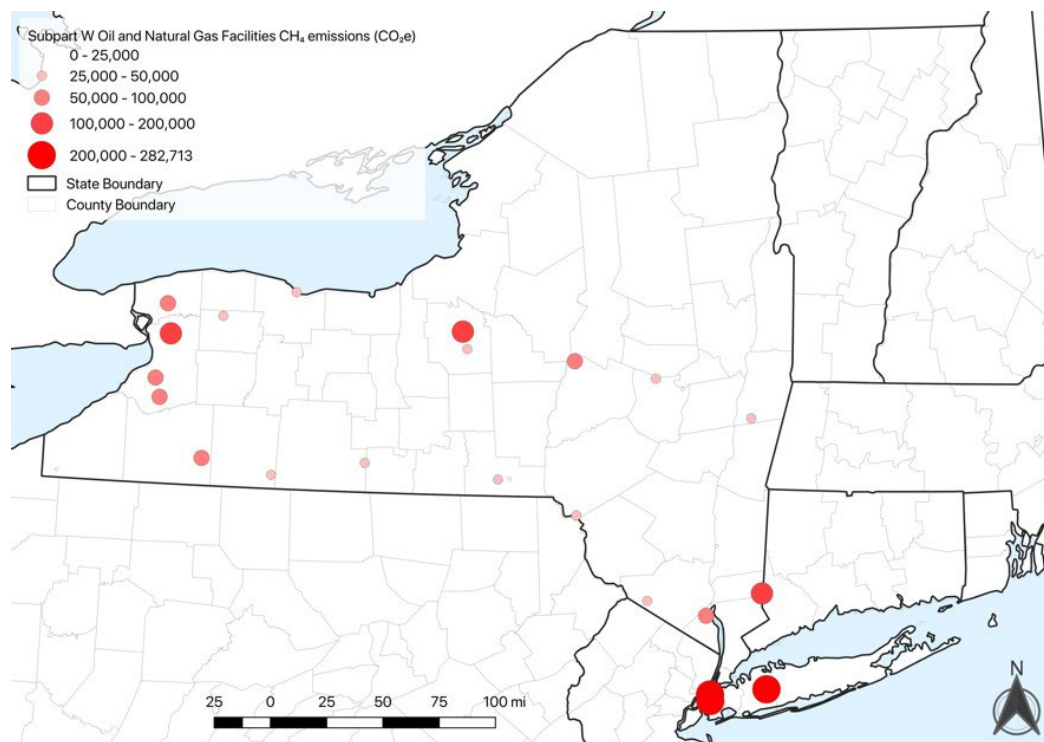 Subpart W Oil and Natural Gas Facilities CH₄ emissions (CO₂e)
0 - 25,000
25,000 - 50,000
50,000 - 100,000
100,000 - 200,000
200,000 - 282,713
State Boundary
County Boundary
N
25 0 25 50 75 100 mi